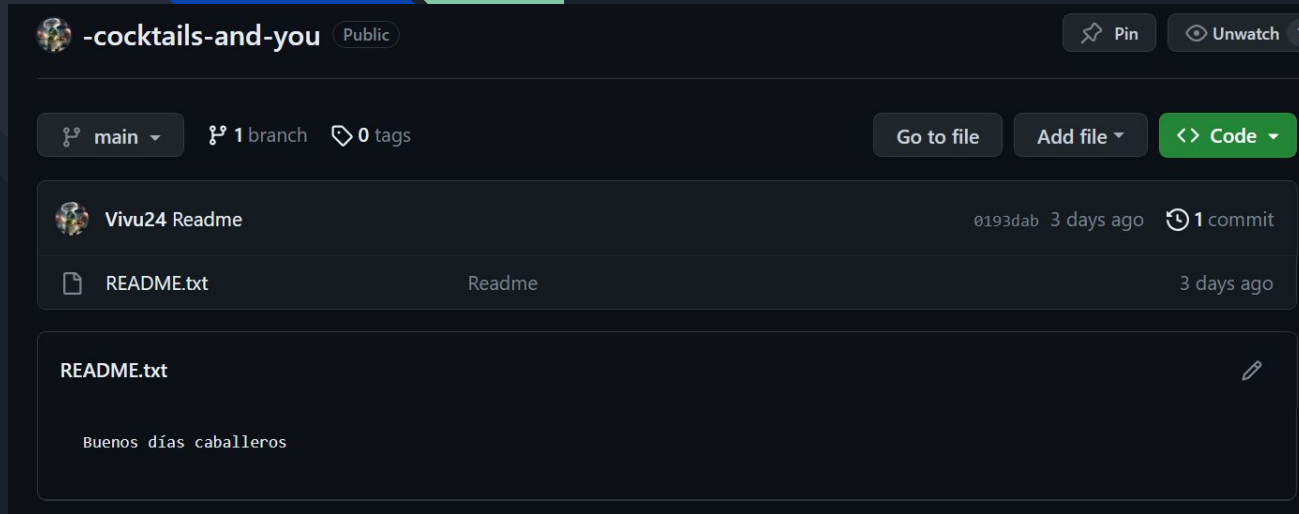 -cocktails-and-you Public Pin Unwatch
main 1 branch 0 tags Go to file Add file Code
Vivu24 Readme 0193dab 3 days ago 1 commit
README.txt Readme 3 days ago
README.txt
Buenos días caballeros